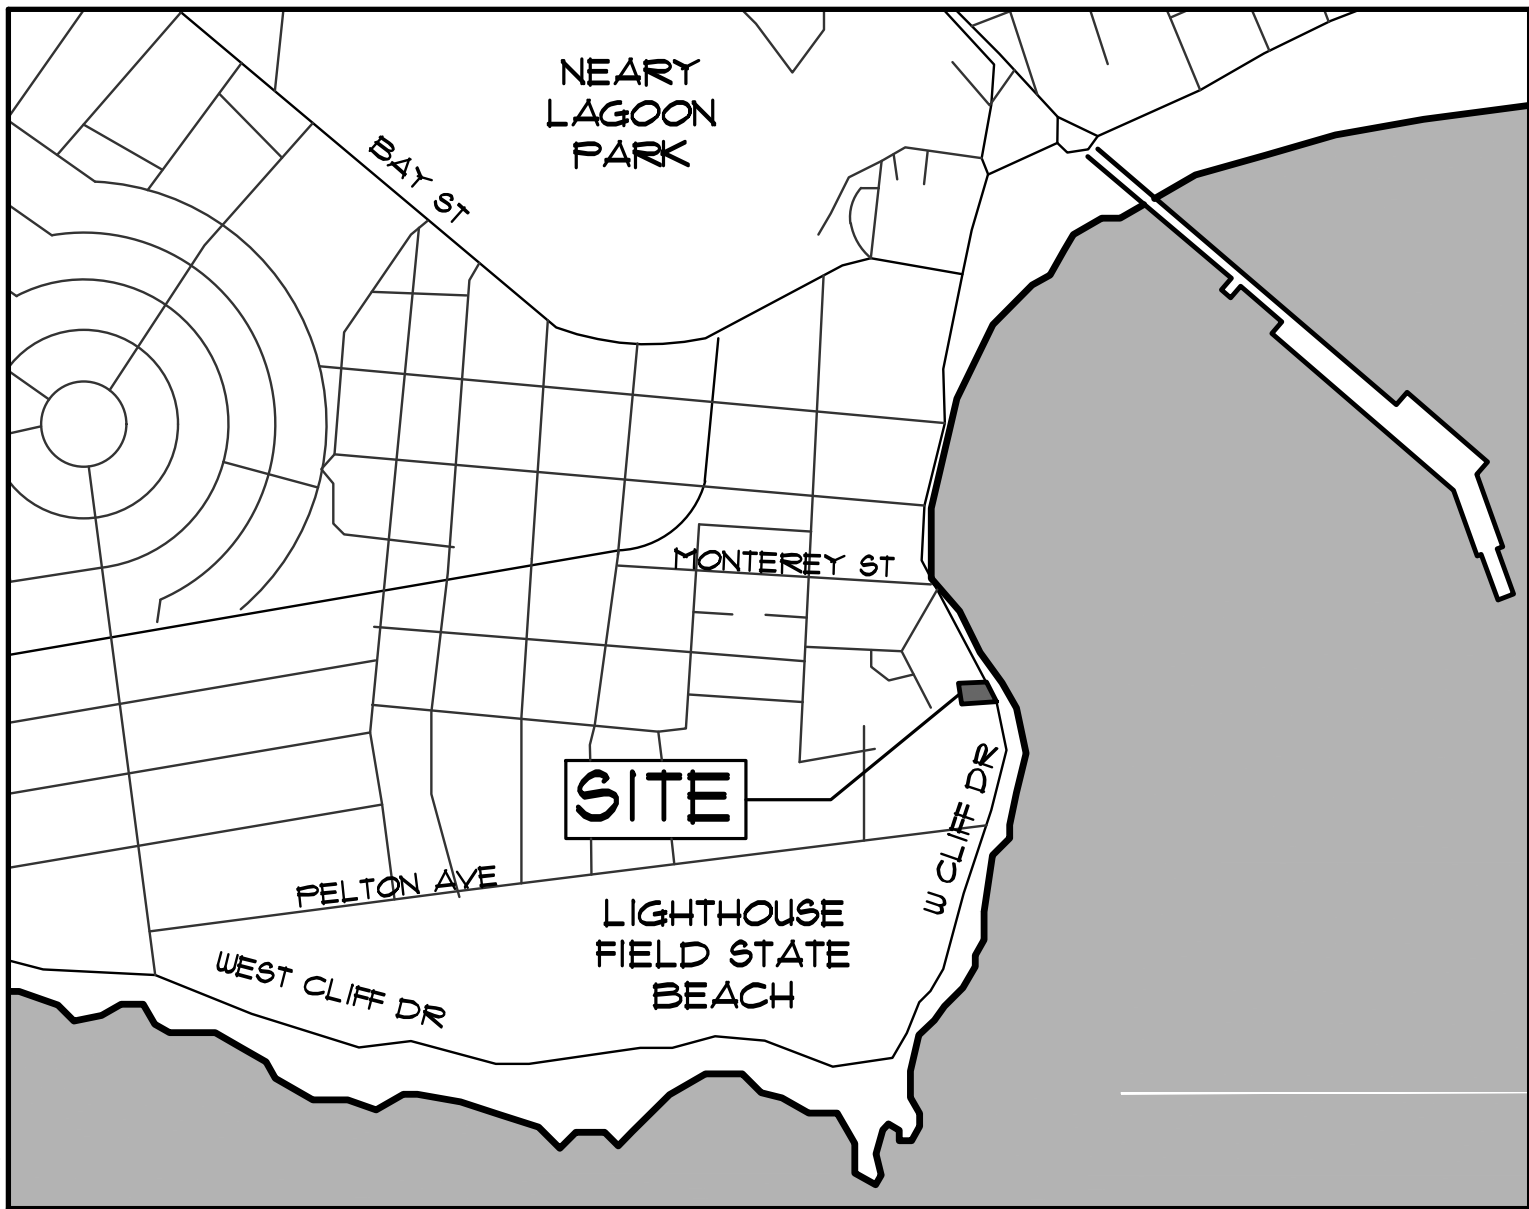 NEARY
LAGOON
PARK
BAY ST
MONTEREY ST
SITE
W CLIFF DR
PELTON AVE
LIGHTHOUSE
FIELD STATE
BEACH
WEST CLIFF DR